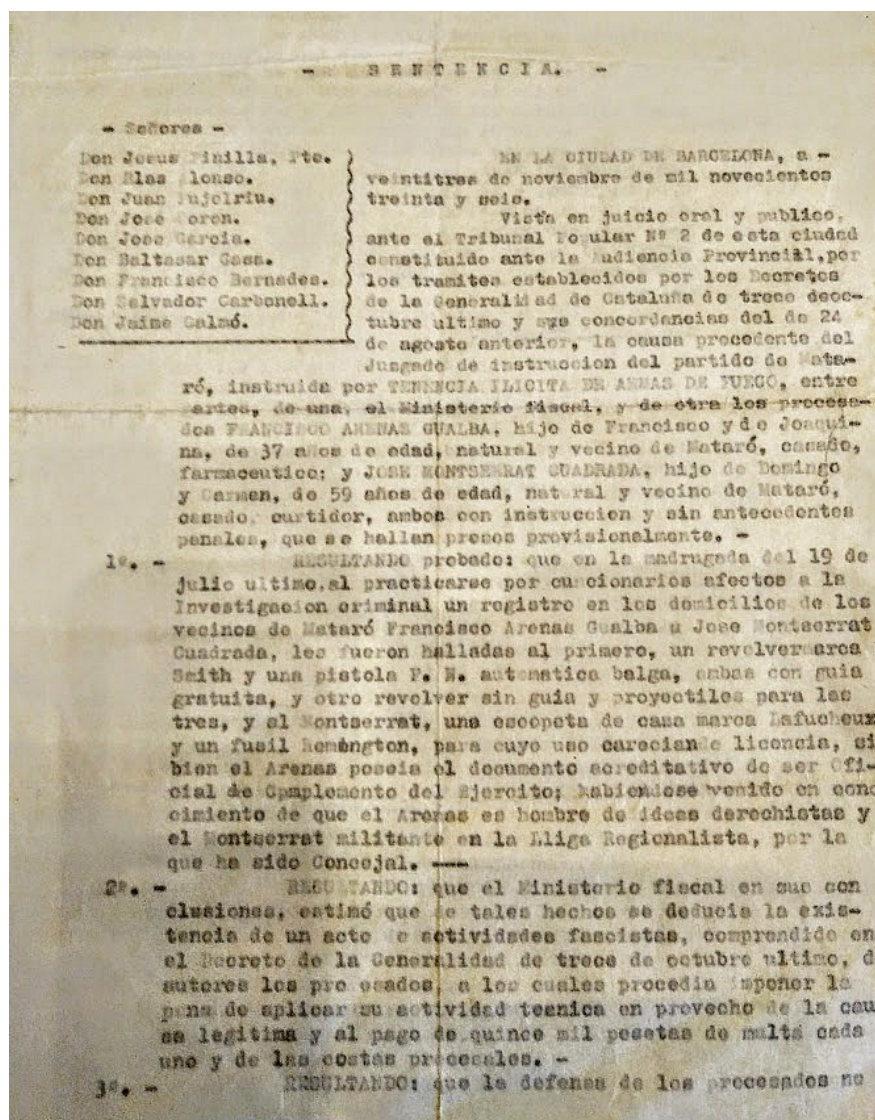 - SENTENCIA. -
- Señores -
Don Jesus Pinilla, Pte.
Don Blas Alonso.
Don Juan Pujolriu.
Don Jose Coron.
Don Jose Garcia.
Don Baltasar Casa.
Don Francisco Bernades.
Don Salvador Carbonell.
Don Jaime Calmó.
EN LA CIUDAD DE BARCELONA, a -
veintitres de noviembre de mil novecientos
treinta y seis.
Vista en juicio oral y publico,
ante el Tribunal Popular Nº 2 de esta ciudad
constituido ante la Audiencia Provincial, por
los tramites establecidos por los Decretos
de la Generalidad de Cataluña de trece deoc-
tubre ultimo y sus concordancias del de 24
de agosto anterior, la causa procedente del
Juzgado de instruccion del partido de Mata-
ró, instruida por TENENCIA ILICITA DE ARMAS DE FUEGO, entre
partes, de una, el Ministerio fiscal, y de otra los procesa-
dos FRANCISCO ARENAS GUALBA, hijo de Francisco y de Joaqui-
na, de 37 años de edad, natural y vecino de Mataró, casado,
farmaceutico; y JOSE MONTSERRAT CUADRADA, hijo de Domingo
y Carmen, de 59 años de edad, natural y vecino de Mataró,
casado, curtidor, ambos con instruccion y sin antecedentes
penales, que se hallan presos provisionalmente. -
1º. - RESULTANDO probado: que en la madrugada del 19 de
julio ultimo, al practicarse por funcionarios afectos a la
Investigacion criminal un registro en los domicilios de los
vecinos de Mataró Francisco Arenas Gualba u Jose Montserrat
Cuadrada, les fueron halladas al primero, un revolver marca
Smith y una pistola F. N. automatica belga, ambas con guia
gratuita, y otro revolver sin guia y proyectiles para las
tres, y al Montserrat, una escopeta de caza marca Lafucheux
y un fusil Remington, para cuyo uso carecian de licencia, si
bien el Arenas poseia el documento acreditativo de ser Ofi-
cial de Complemento del Ejercito; habiendose venido en cono
cimiento de que el Arenas es hombre de ideas derechistas y
el Montserrat militante en la Lliga Regionalista, por la
que ha sido Concejal. ---
2º. - RESULTANDO: que el Ministerio fiscal en sus con
clusiones, estimó que de tales hechos se deducia la exis-
tencia de un acto de actividades fascistas, comprendido en
el Decreto de la Generalidad de trece de octubre ultimo, d
autores los procesados, a los cuales procedia imponer la
pena de aplicar su actividad tecnica en provecho de la cau
sa legitima y al pago de quince mil pesetas de multa cada
uno y de las costas procesales. -
3º. - RESULTANDO: que la defensa de los procesados no